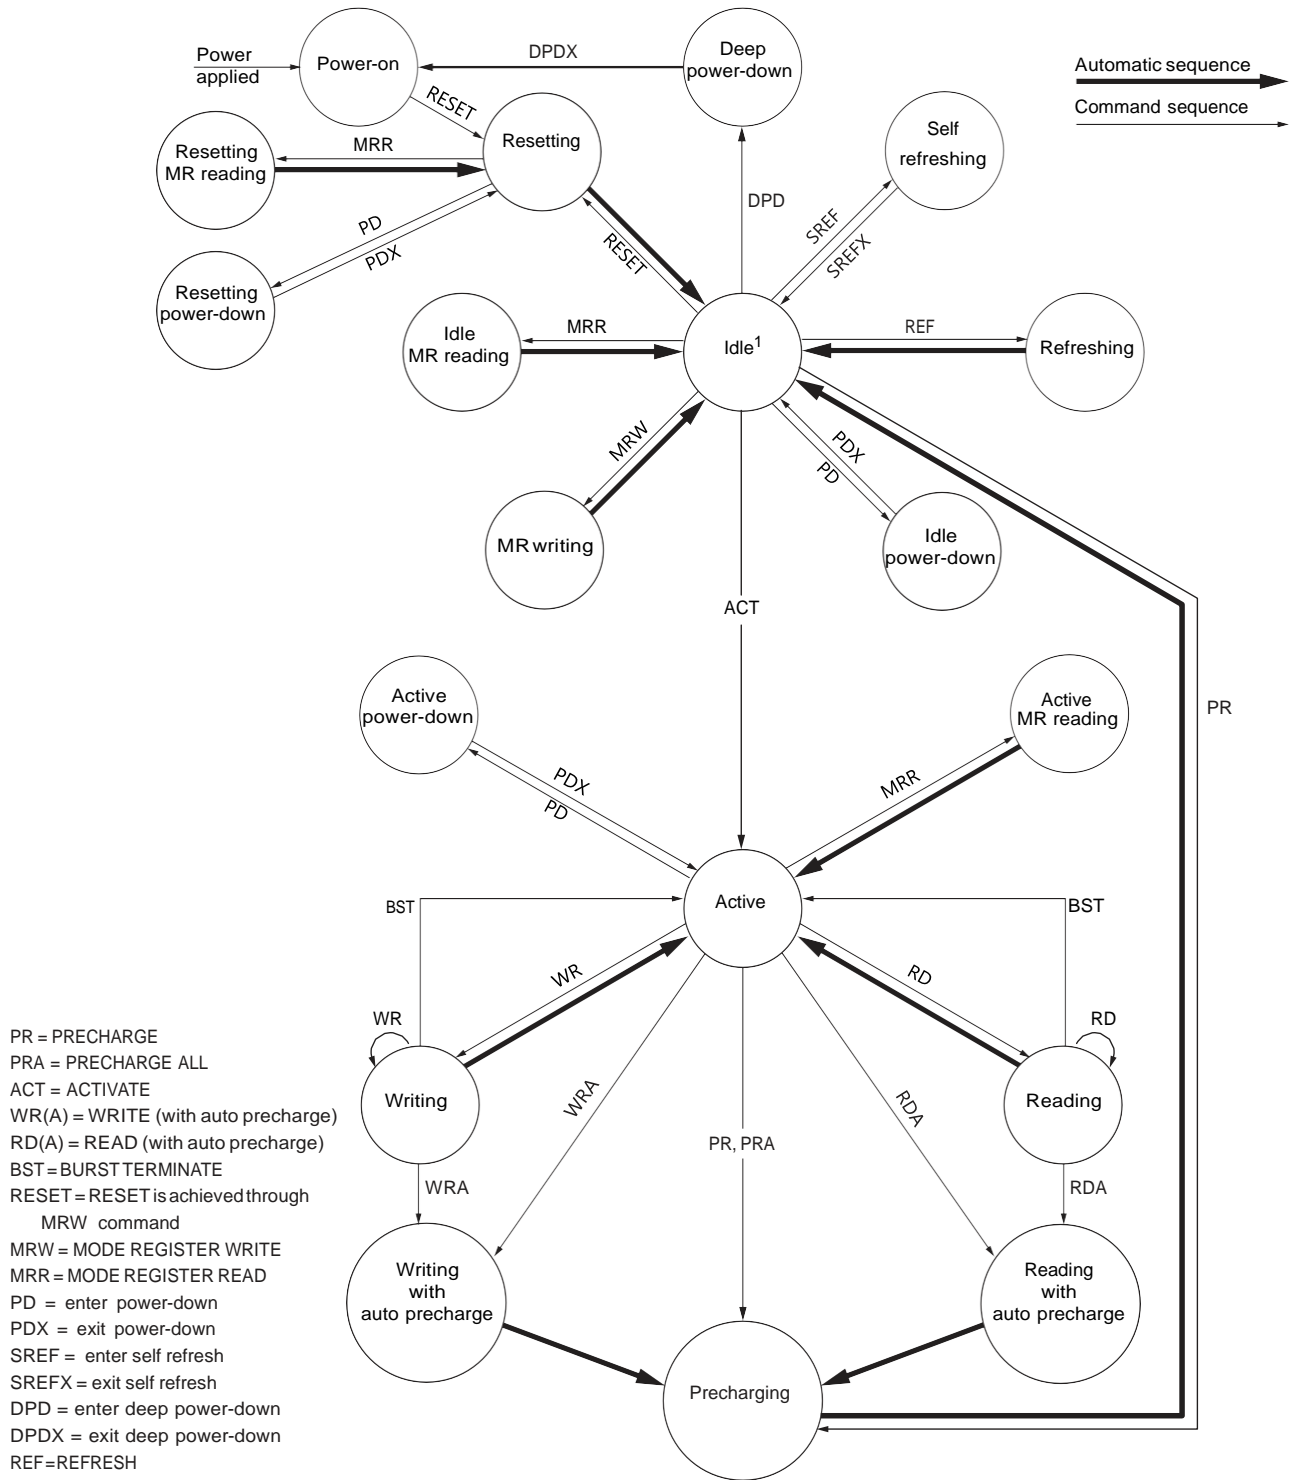 Power
applied
Power-on
DPDX
Deep
power-down
Automatic sequence
Command sequence
RESET
Resetting
MR reading
MRR
Resetting
Self
refreshing
DPD
SREF
SREFX
PD
PDX
RESET
Resetting
power-down
Idle
MR reading
MRR
Idle1
REF
Refreshing
MRW
PDX
PD
MR writing
Idle
power-down
ACT
Active
power-down
Active
MR reading
PR
PDX
PD
MRR
BST
Active
BST
WR
RD
WR
RD
Writing
Reading
WRA
RDA
PR, PRA
WRA
RDA
Writing
with
auto precharge
Reading
with
auto precharge
Precharging
PR = PRECHARGE
PRA = PRECHARGE ALL
ACT = ACTIVATE
WR(A) = WRITE (with auto precharge)
RD(A) = READ (with auto precharge)
BST = BURST TERMINATE
RESET = RESET is achieved through
MRW command
MRW = MODE REGISTER WRITE
MRR = MODE REGISTER READ
PD = enter power-down
PDX = exit power-down
SREF = enter self refresh
SREFX = exit self refresh
DPD = enter deep power-down
DPDX = exit deep power-down
REF=REFRESH